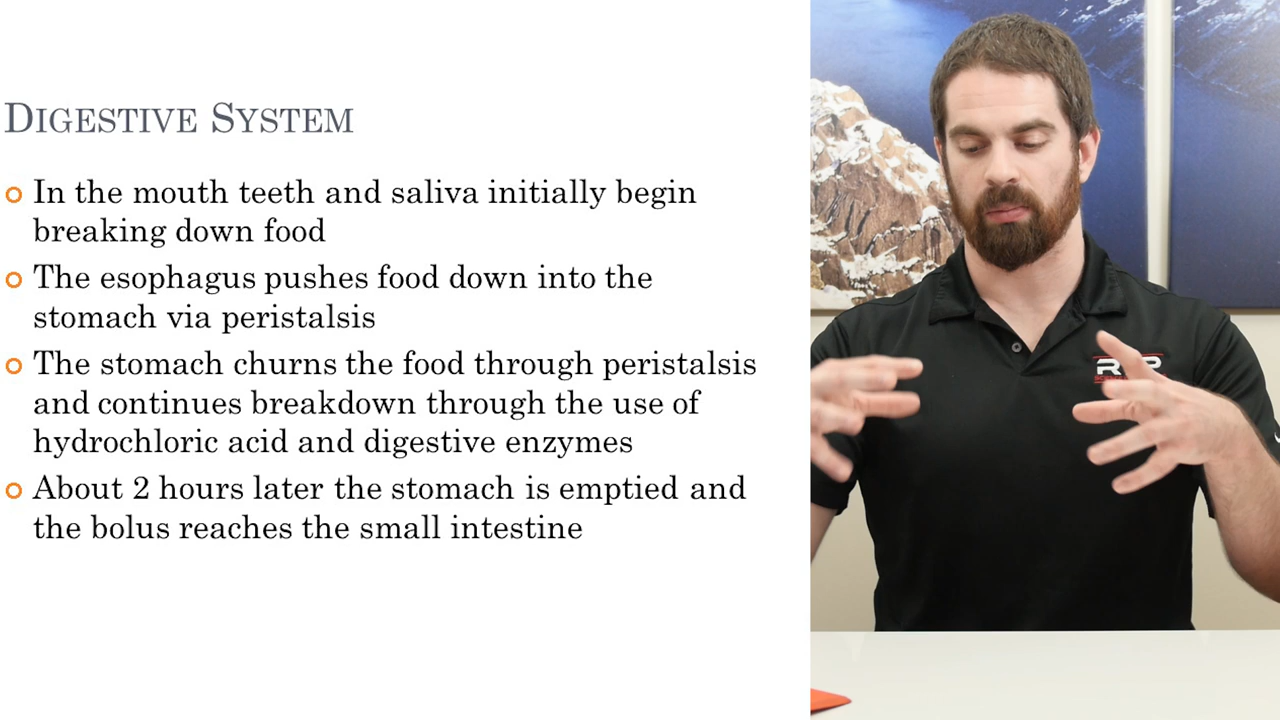 DIGESTIVE SYSTEM
In the mouth teeth and saliva initially begin
breaking down food
The esophagus pushes food down into the
stomach via peristalsis
The stomach churns the food through peristalsis
and continues breakdown through the use of
hydrochloric acid and digestive enzymes
About 2 hours later the stomach is emptied and
the bolus reaches the small intestine